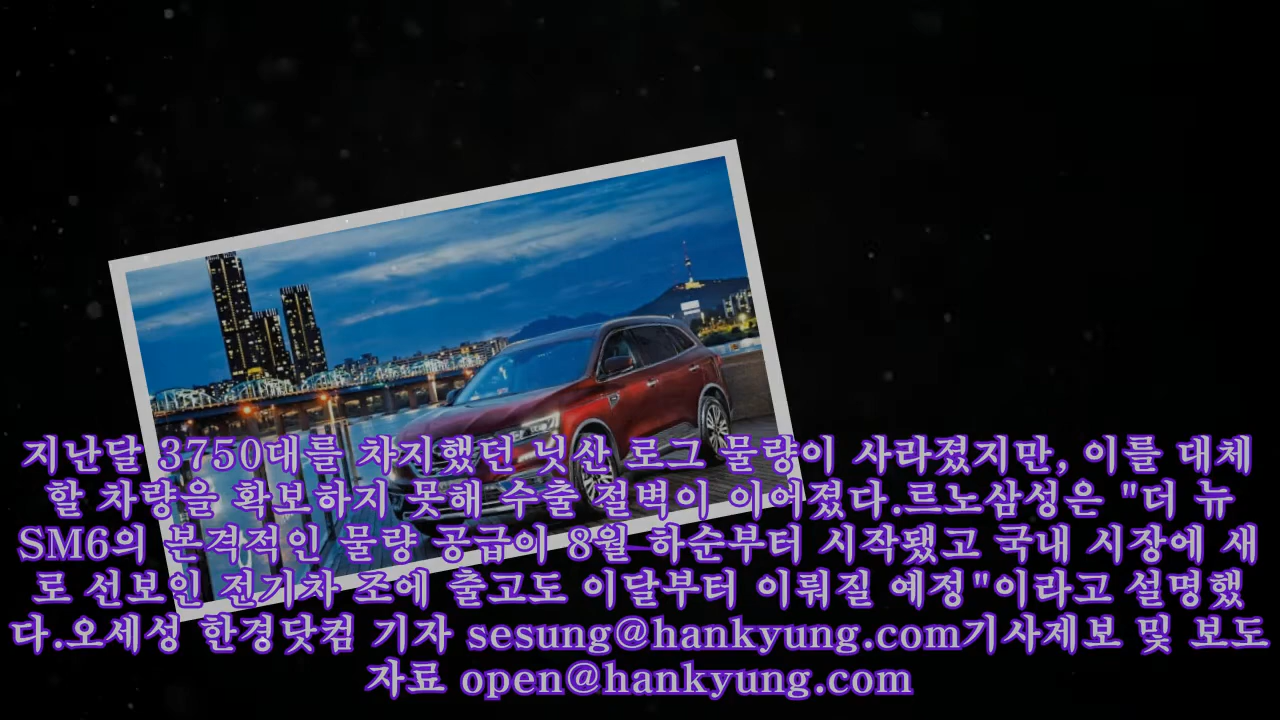 지난달 3750대를 차지했던 닛산 로그 물량이 사라졌지만, 이를 대체
할 차량을 확보하지 못해 수출 절벽이 이어졌다.르노삼성은 "더 뉴
SM6의 본격적인 물량 공급이 8월 하순부터 시작됐고 국내 시장에 새
로 선보인 전기차 조에 출고도 이달부터 이뤄질 예정"이라고 설명했
다.오세성 한경닷컴 기자 sesung@hankyung.com기사제보 및 보도
자료 open@hankyung.com